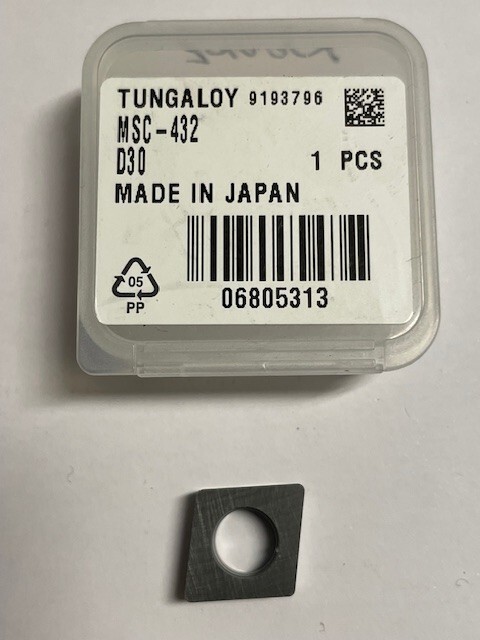 TUNGALOY 9193796
MSC-432
D30 1 PCS
MADE IN JAPAN
05
PP
06805313